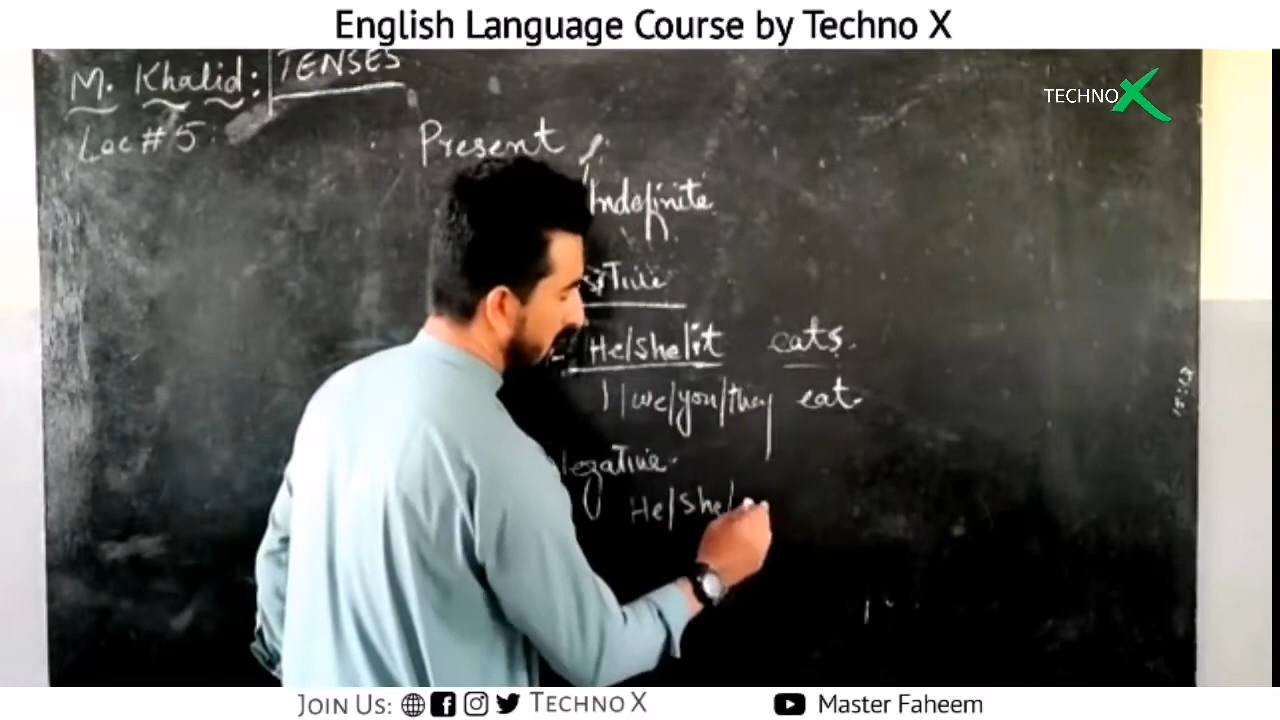 English Language Course by Techno X
M. Khalid: TENSES
TECHNO X
Lec # 5:
Present
Indefinite
He/she/it eats.
I/we/you/they eat.
He/She/
JOIN US: TECHNO X Master Faheem